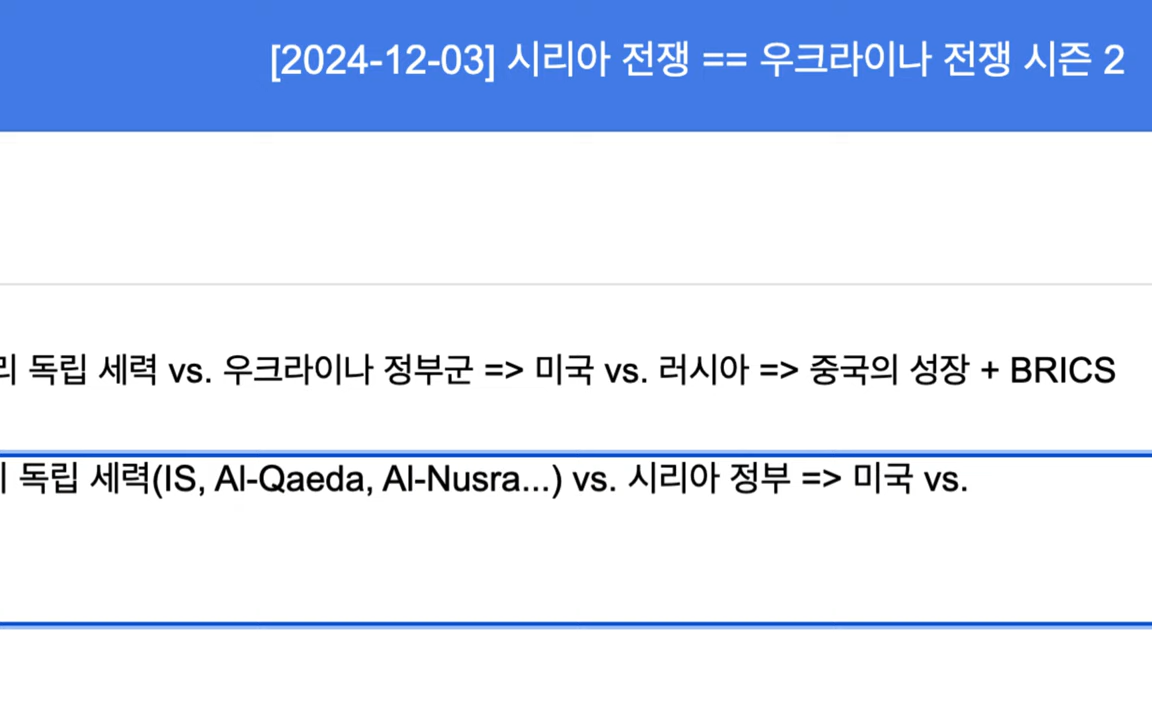 [2024-12-03] 시리아 전쟁 == 우크라이나 전쟁 시즌 2
독립 세력 vs. 우크라이나 정부군 => 미국 vs. 러시아 => 중국의 성장 + BRICS
독립 세력(IS, Al-Qaeda, Al-Nusra...) vs. 시리아 정부 => 미국 vs.